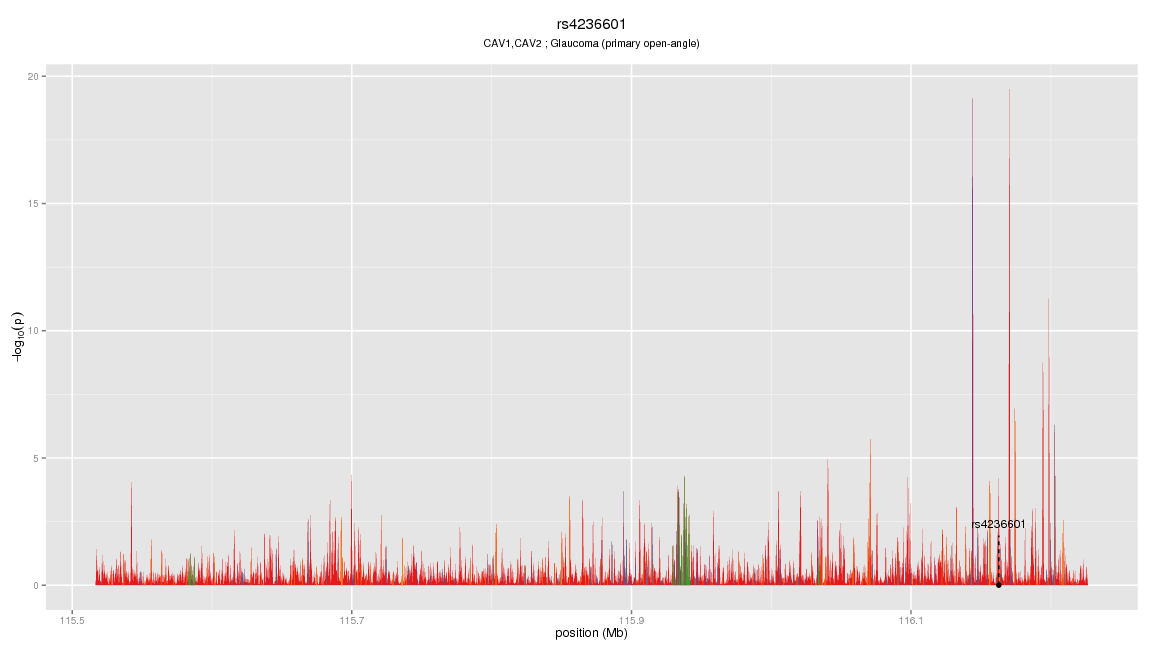 rs4236601
CAV1,CAV2 ; Glaucoma (primary open-angle)
20
15
10
5
0
−log10(p)
rs4236601
115.5 115.7 115.9 116.1
position (Mb)